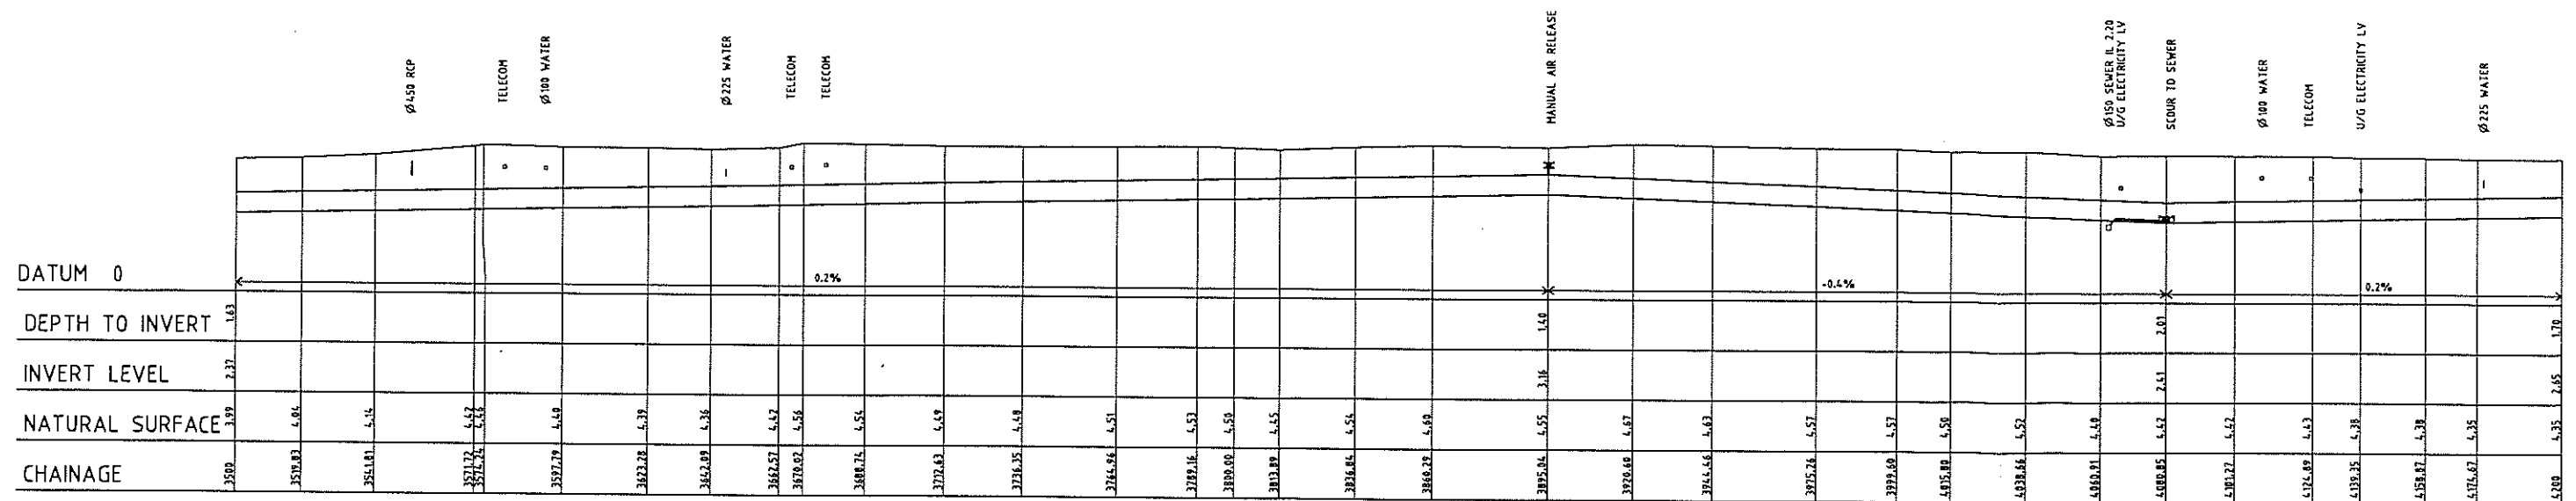 Ø450 RCP
TELECOM
Ø100 WATER
Ø225 WATER
TELECOM
TELECOM
MANUAL AIR RELEASE
Ø150 SEWER IL 2.20
U/G ELECTRICITY LV
SCOUR TO SEWER
Ø100 WATER
TELECOM
U/G ELECTRICITY LV
Ø225 WATER
DATUM 0
0.2% -0.4% 0.2%
DEPTH TO INVERT 1.63 1.40 2.01 1.70
INVERT LEVEL 2.37 3.16 2.41 2.65
NATURAL SURFACE 3.99 4.04 4.14 4.42 4.46 4.40 4.39 4.36 4.42 4.56 4.54 4.49 4.48 4.51 4.53 4.50 4.45 4.54 4.60 4.55 4.67 4.63 4.57 4.57 4.50 4.52 4.40 4.42 4.42 4.43 4.38 4.38 4.35 4.35
CHAINAGE 3500 3519.83 3541.81 3571.72 3574.24 3597.79 3623.28 3642.09 3662.57 3670.02 3688.74 3712.63 3736.35 3764.96 3789.16 3800.00 3813.89 3836.84 3860.29 3895.04 3920.60 3944.46 3975.76 3999.60 4015.80 4038.66 4060.91 4080.85 4101.27 4124.89 4139.35 4158.87 4174.67 4200